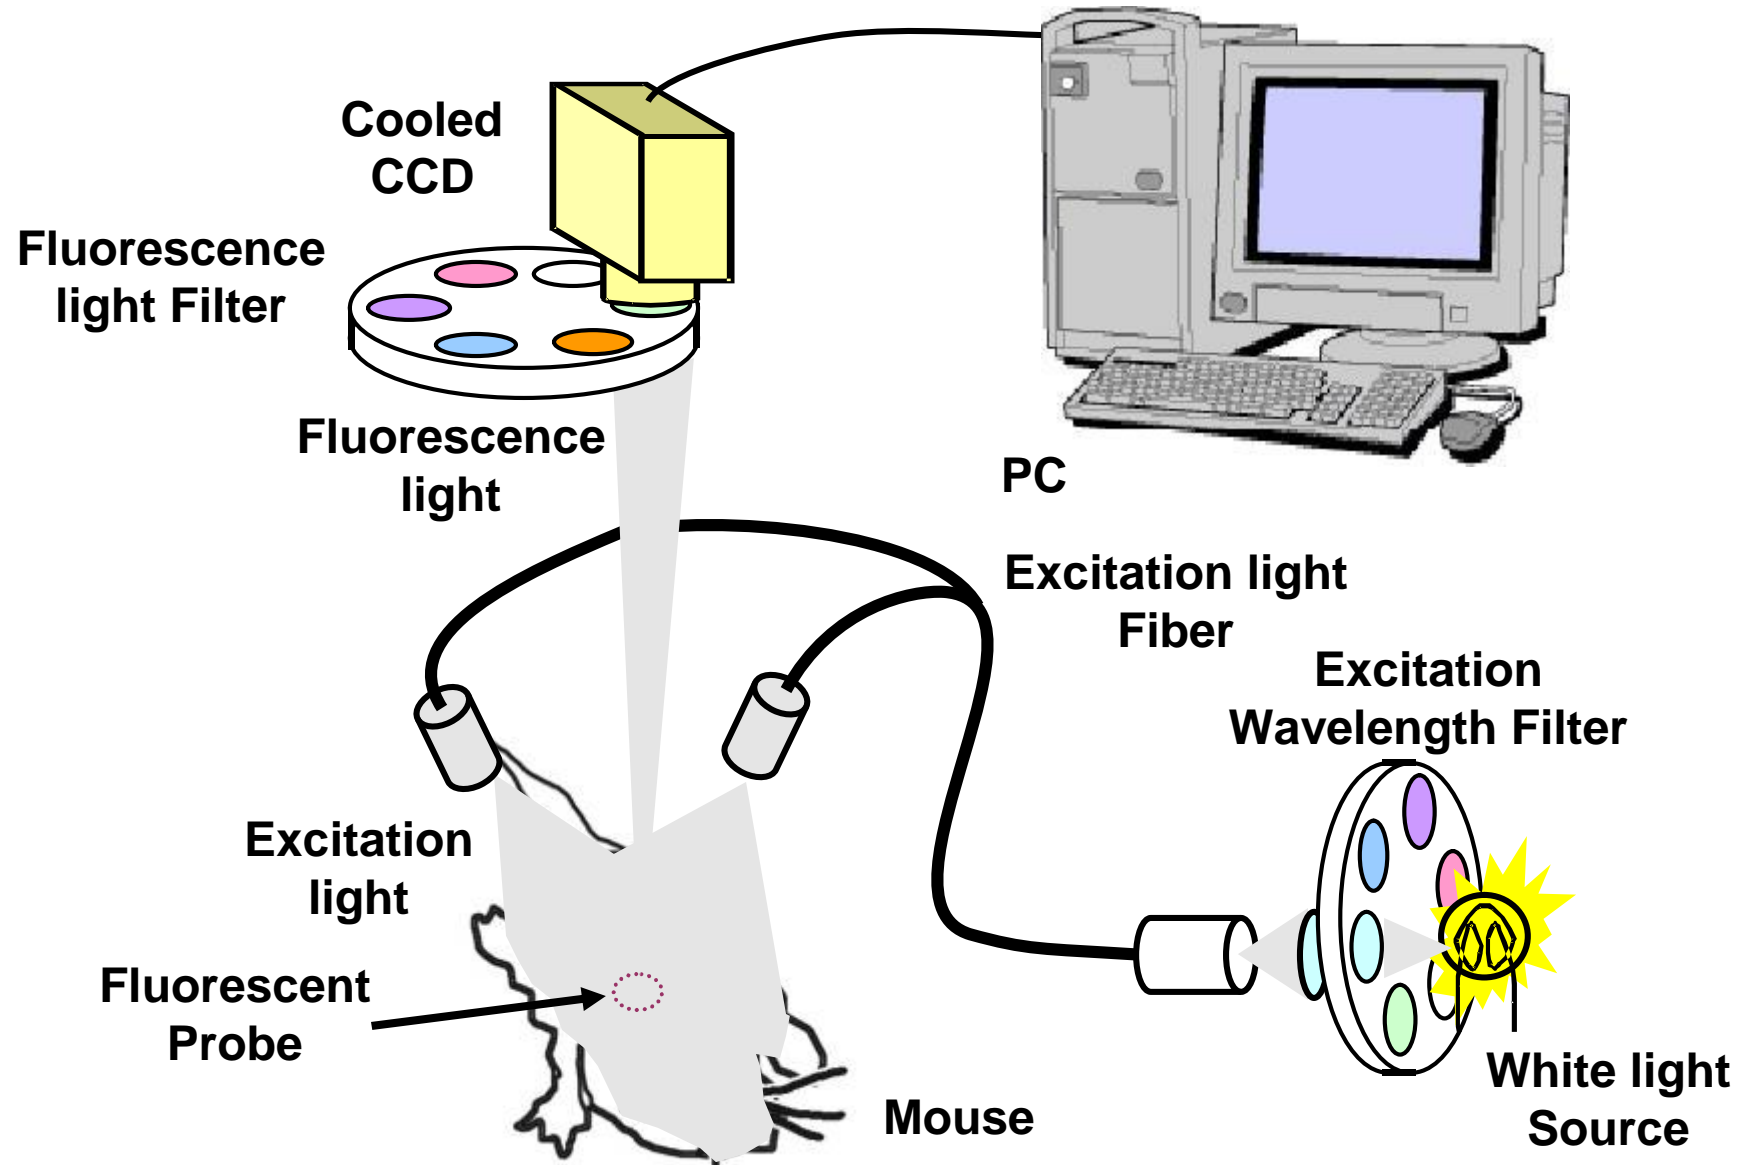 Cooled
CCD
Fluorescence
light Filter
Fluorescence
light
PC
Excitation light
Fiber
Excitation
Wavelength Filter
Excitation
light
Fluorescent
Probe
Mouse
White light
Source